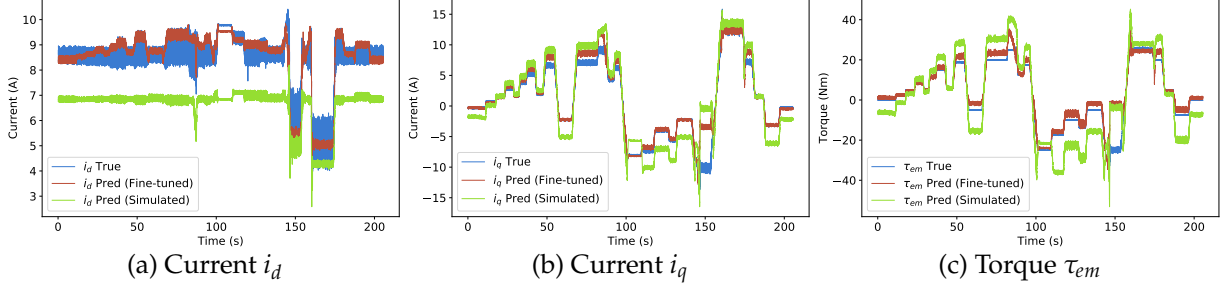 Current (A)
10
9
8
7
6
5
4
3
0
50
100
150
200
Time (s)
i_d True
i_d Pred (Fine-tuned)
i_d Pred (Simulated)
(a) Current i_d
Current (A)
15
10
5
0
−5
−10
−15
0
50
100
150
200
Time (s)
i_q True
i_q Pred (Fine-tuned)
i_q Pred (Simulated)
(b) Current i_q
Torque (Nm)
40
20
0
−20
−40
0
50
100
150
200
Time (s)
τ_em True
τ_em Pred (Fine-tuned)
τ_em Pred (Simulated)
(c) Torque τ_em